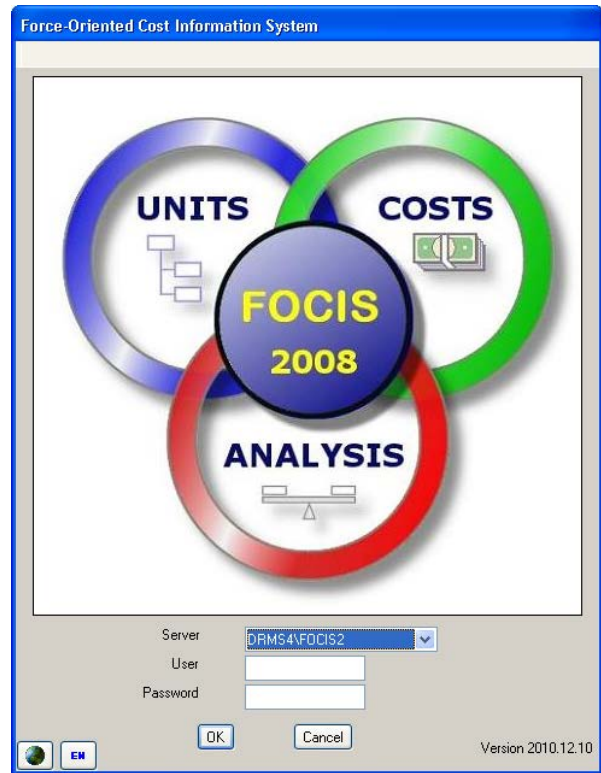 Force-Oriented Cost Information System
UNITS
COSTS
FOCIS
2008
ANALYSIS
Server DRMS4\FOCIS2
User
Password
OK Cancel
EN Version 2010.12.10